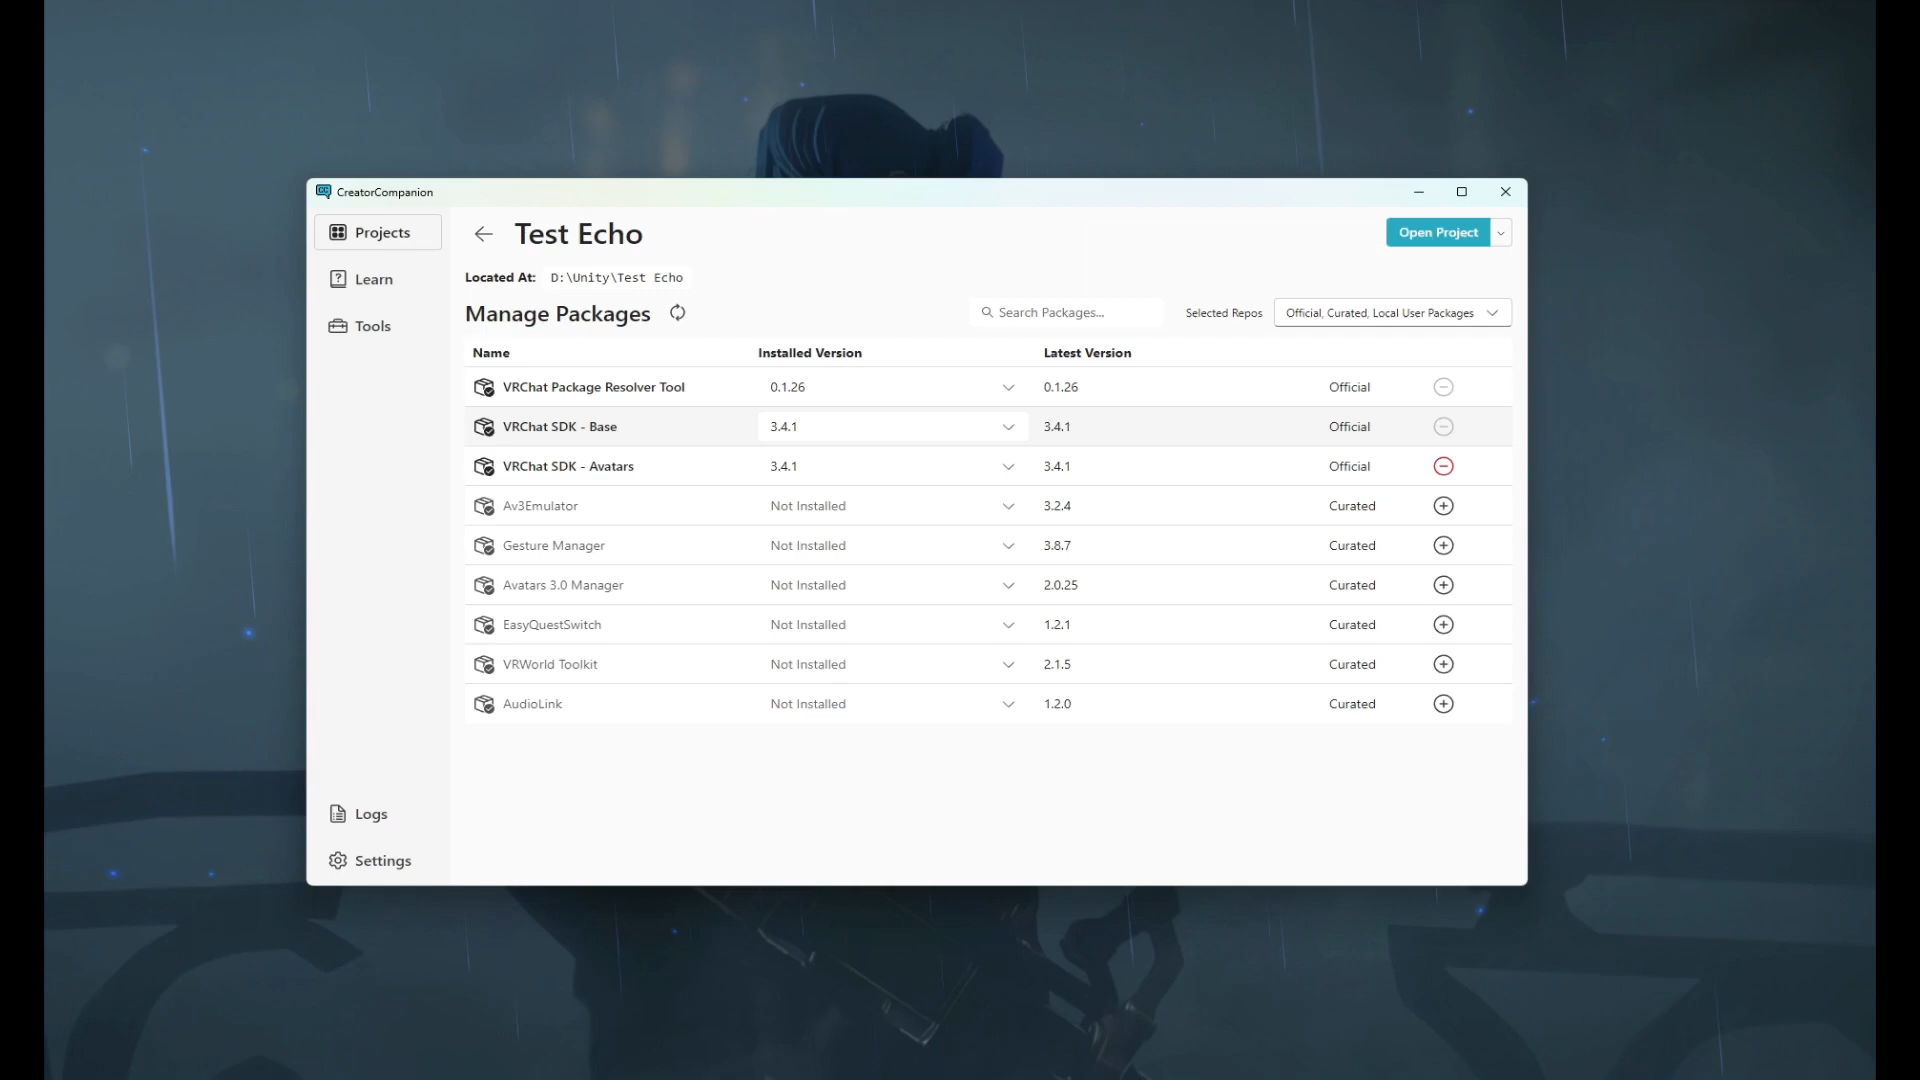 CreatorCompanion
Projects
Learn
Tools
Logs
Settings
Test Echo
Open Project
Located At: D:\Unity\Test Echo
Manage Packages
Search Packages...
Selected Repos
Official, Curated, Local User Packages
Name Installed Version Latest Version
VRChat Package Resolver Tool 0.1.26 0.1.26 Official
VRChat SDK - Base 3.4.1 3.4.1 Official
VRChat SDK - Avatars 3.4.1 3.4.1 Official
Av3Emulator Not Installed 3.2.4 Curated
Gesture Manager Not Installed 3.8.7 Curated
Avatars 3.0 Manager Not Installed 2.0.25 Curated
EasyQuestSwitch Not Installed 1.2.1 Curated
VRWorld Toolkit Not Installed 2.1.5 Curated
AudioLink Not Installed 1.2.0 Curated